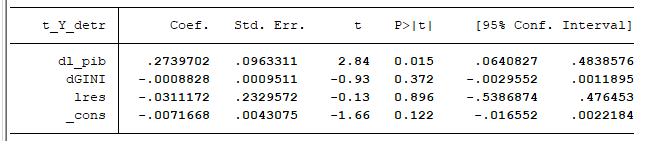 t_Y_detr Coef. Std. Err. t P>|t| [95% Conf. Interval]
dl_pib .2739702 .0963311 2.84 0.015 .0640827 .4838576
dGINI -.0008828 .0009511 -0.93 0.372 -.0029552 .0011895
lres -.0311172 .2329572 -0.13 0.896 -.5386874 .476453
_cons -.0071668 .0043075 -1.66 0.122 -.016552 .0022184